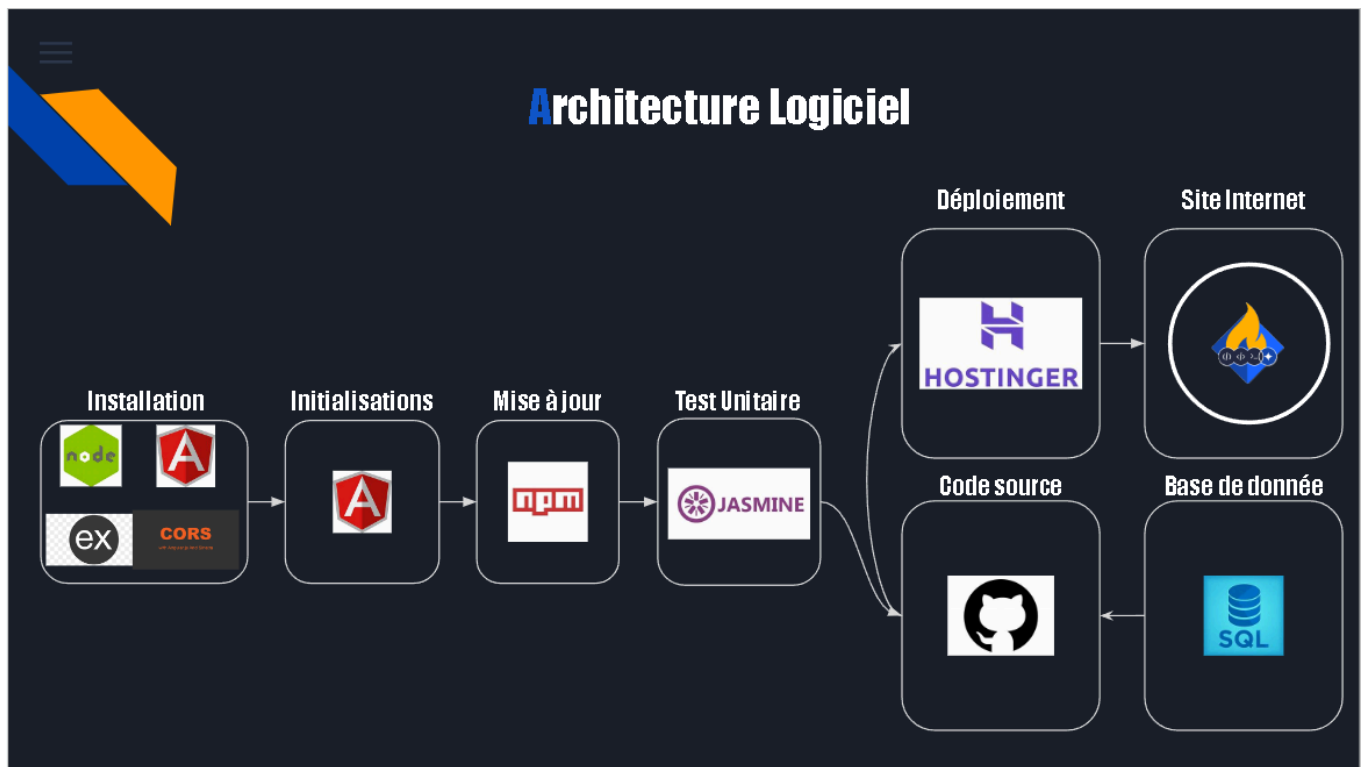 Architecture Logiciel
Déploiement
Site Internet
HOSTINGER
Installation
Initialisations
Mise à jour
Test Unitaire
node
A
A
npm
JASMINE
ex
CORS
Code source
Base de donnée
SQL